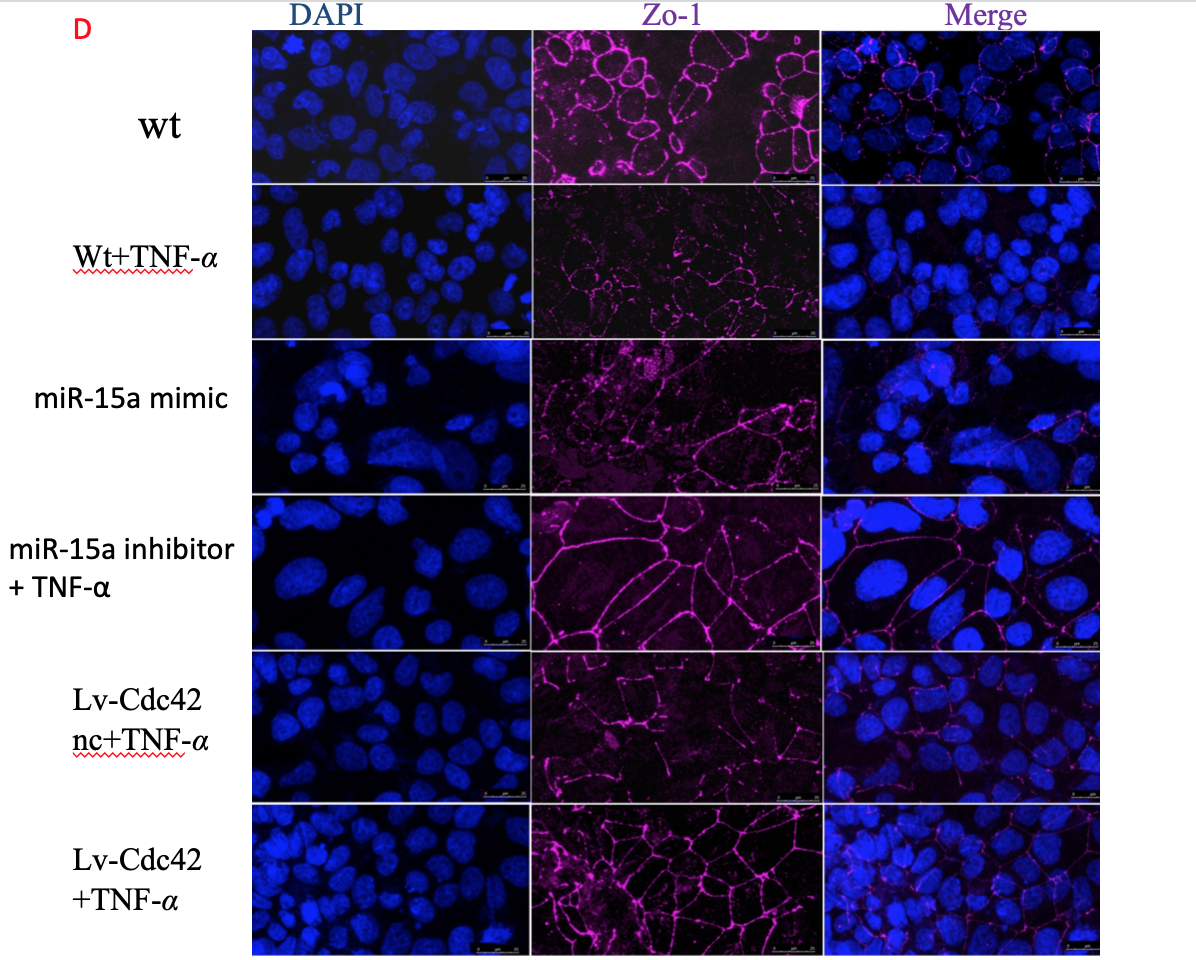 D
DAPI Zo-1 Merge
wt
Wt+TNF-α
miR-15a mimic
miR-15a inhibitor
+ TNF-α
Lv-Cdc42
nc+TNF-α
Lv-Cdc42
+TNF-α